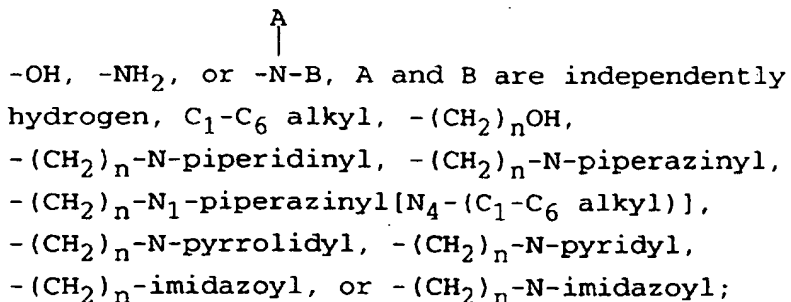 A
|
-OH, -NH₂, or -N-B, A and B are independently
hydrogen, C₁-C₆ alkyl, -(CH₂)ₙOH,
-(CH₂)ₙ-N-piperidinyl, -(CH₂)ₙ-N-piperazinyl,
-(CH₂)ₙ-N₁-piperazinyl[N₄-(C₁-C₆ alkyl)],
-(CH₂)ₙ-N-pyrrolidyl, -(CH₂)ₙ-N-pyridyl,
-(CH₂)ₙ-imidazoyl, or -(CH₂)ₙ-N-imidazoyl;